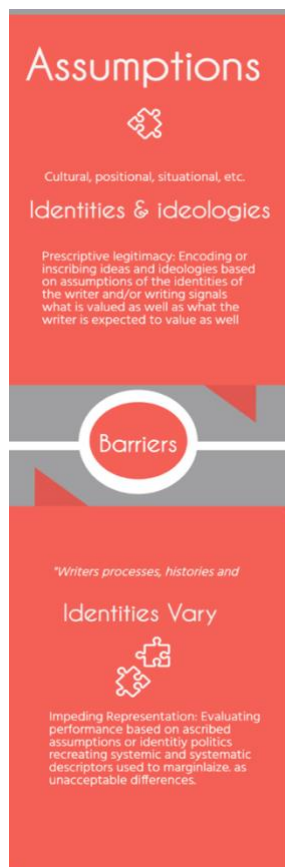 Assumptions
Cultural, positional, situational, etc.
Identities & ideologies
Prescriptive legitimacy: Encoding or
inscribing ideas and ideologies based
on assumptions of the identities of
the writer and/or writing signals
what is valued as well as what the
writer is expected to value as well
Barriers
"Writers processes, histories and
Identities Vary
Impeding Representation: Evaluating
performance based on ascribed
assumptions or identitiy politics
recreating systemic and systematic
descriptors used to marginlaize. as
unacceptable differences.